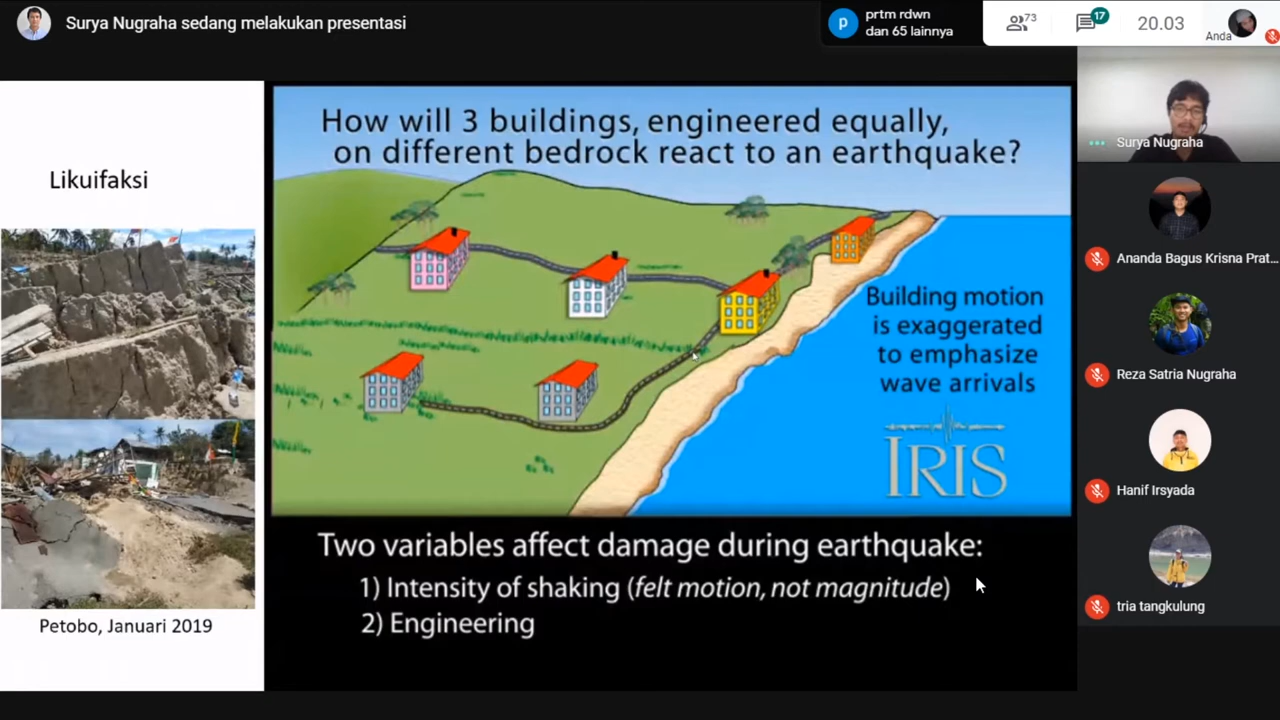 Surya Nugraha sedang melakukan presentasi
p
prtm rdwn
dan 65 lainnya
73
17
20.03
Anda
Likuifaksi
Petobo, Januari 2019
How will 3 buildings, engineered equally,
on different bedrock react to an earthquake?
Building motion
is exaggerated
to emphasize
wave arrivals
IRIS
Two variables affect damage during earthquake:
1) Intensity of shaking (felt motion, not magnitude)
2) Engineering
Surya Nugraha
Ananda Bagus Krisna Prat...
Reza Satria Nugraha
Hanif Irsyada
tria tangkulung